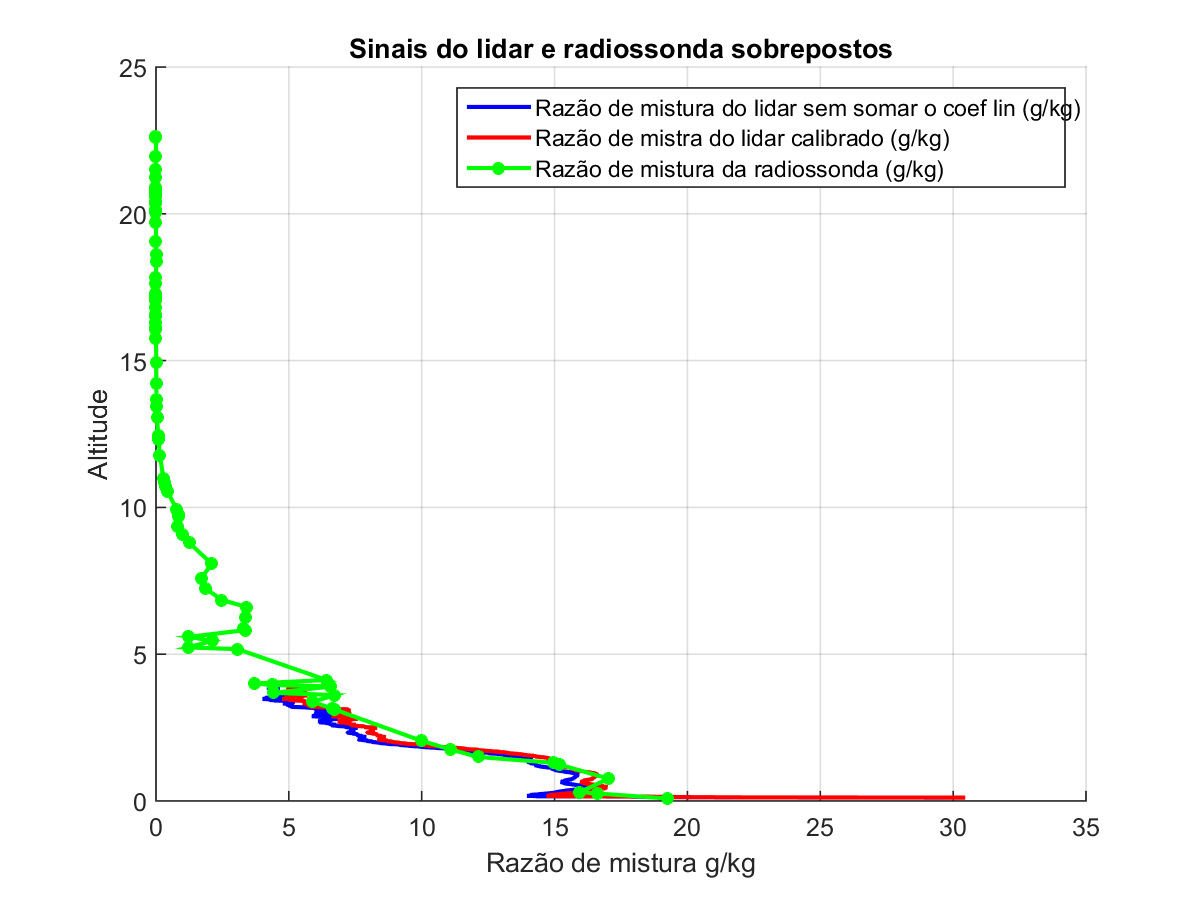 Sinais do lidar e radiossonda sobrepostos
25
Razão de mistura do lidar sem somar o coef lin (g/kg)
Razão de mistra do lidar calibrado (g/kg)
Razão de mistura da radiossonda (g/kg)
20
15
Altitude
10
5
0
0 5 10 15 20 25 30 35
Razão de mistura g/kg